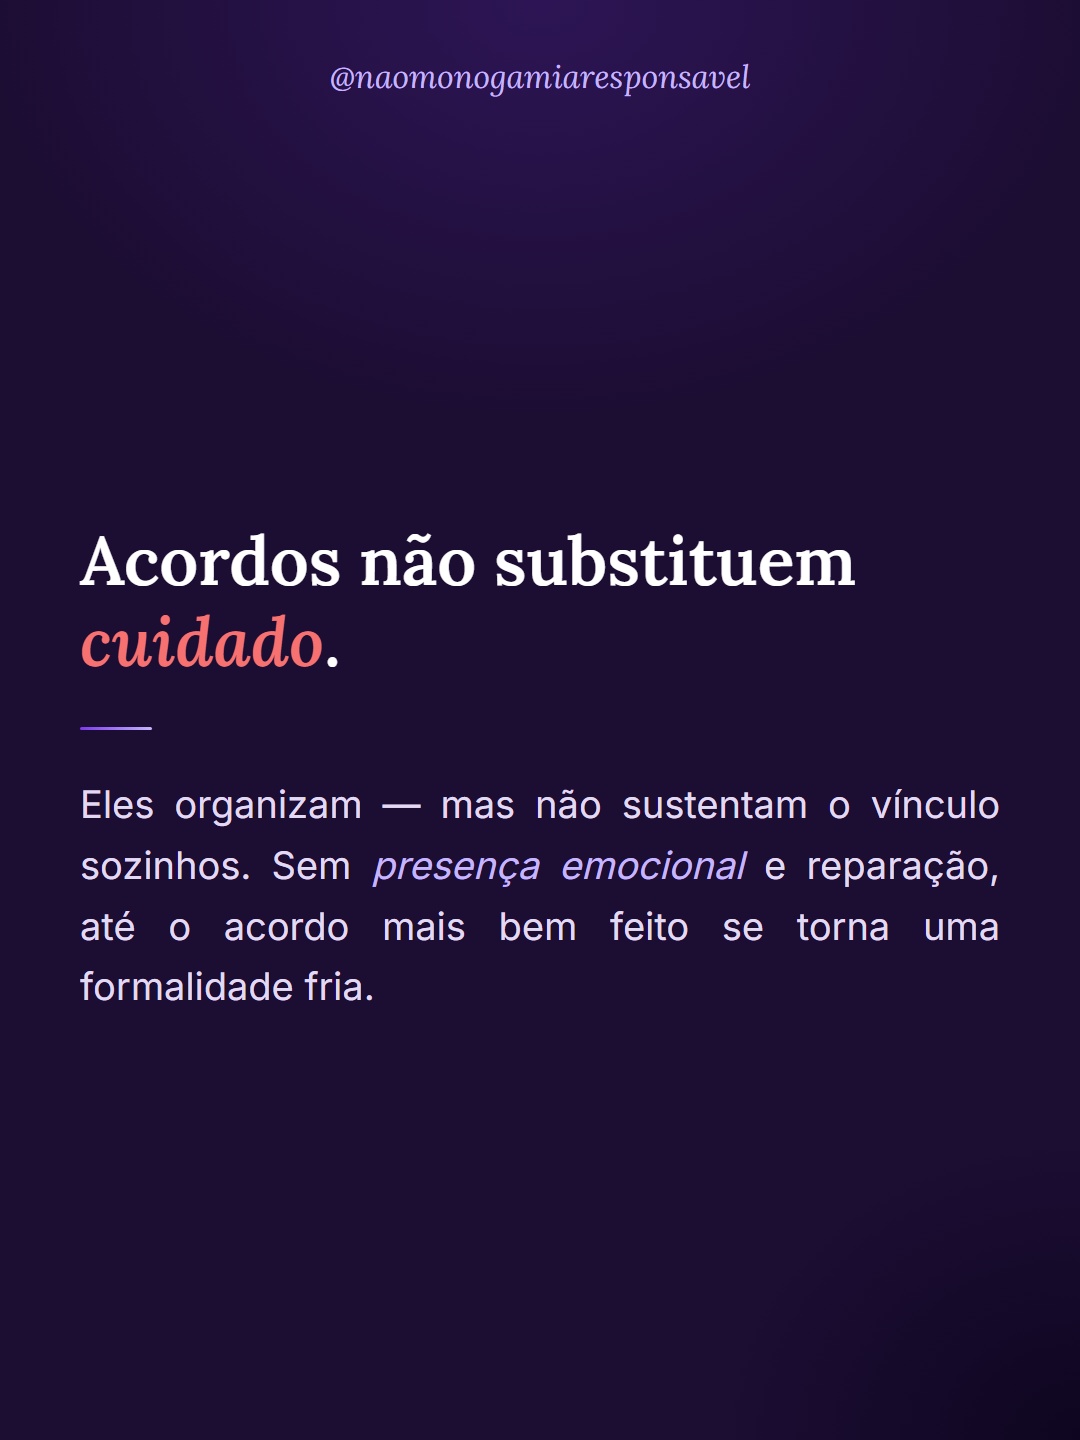 @naomonogamiaresponsavel
Acordos não substituem
cuidado.
Eles organizam — mas não sustentam o vínculo
sozinhos. Sem presença emocional e reparação,
até o acordo mais bem feito se torna uma
formalidade fria.